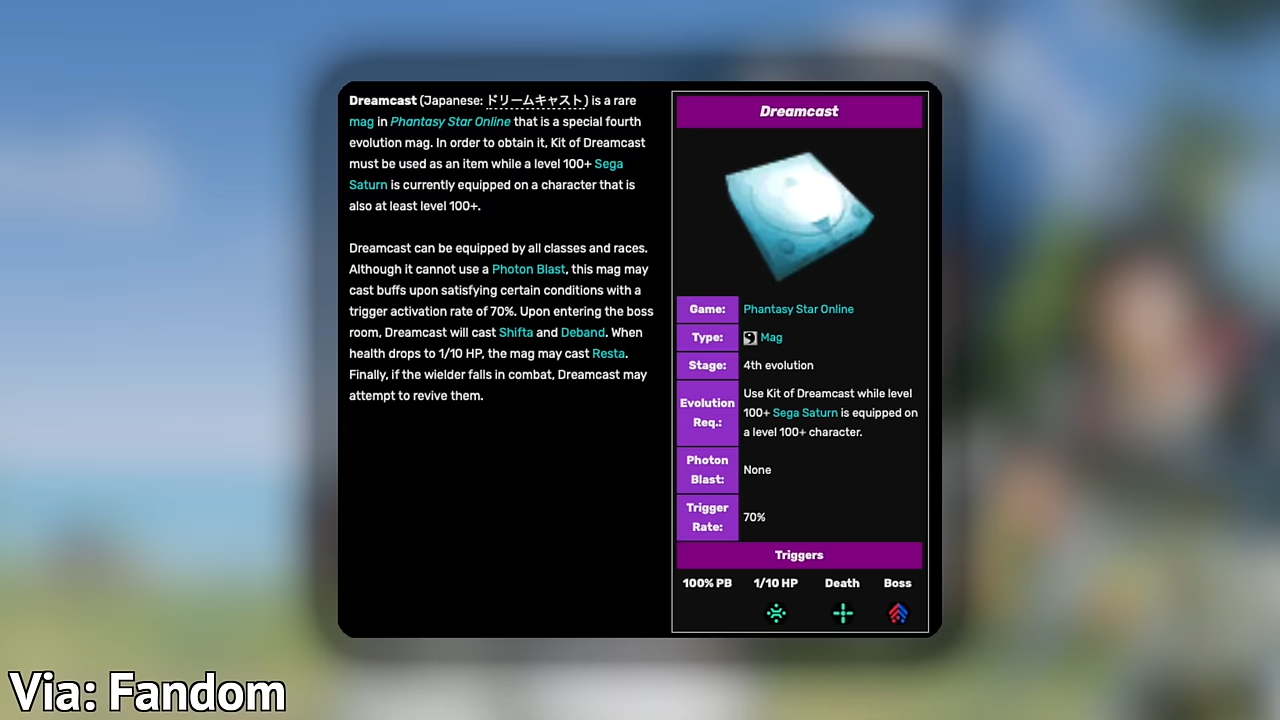 Dreamcast (Japanese: ドリームキャスト) is a rare
mag in Phantasy Star Online that is a special fourth
evolution mag. In order to obtain it, Kit of Dreamcast
must be used as an item while a level 100+ Sega
Saturn is currently equipped on a character that is
also at least level 100+.
Dreamcast can be equipped by all classes and races.
Although it cannot use a Photon Blast, this mag may
cast buffs upon satisfying certain conditions with a
trigger activation rate of 70%. Upon entering the boss
room, Dreamcast will cast Shifta and Deband. When
health drops to 1/10 HP, the mag may cast Resta.
Finally, if the wielder falls in combat, Dreamcast may
attempt to revive them.
Dreamcast
Game: Phantasy Star Online
Type: Mag
Stage: 4th evolution
Evolution
Req.:
Use Kit of Dreamcast while level
100+ Sega Saturn is equipped on
a level 100+ character.
Photon
Blast:
None
Trigger
Rate:
70%
Triggers
100% PB 1/10 HP Death Boss
Via: Fandom